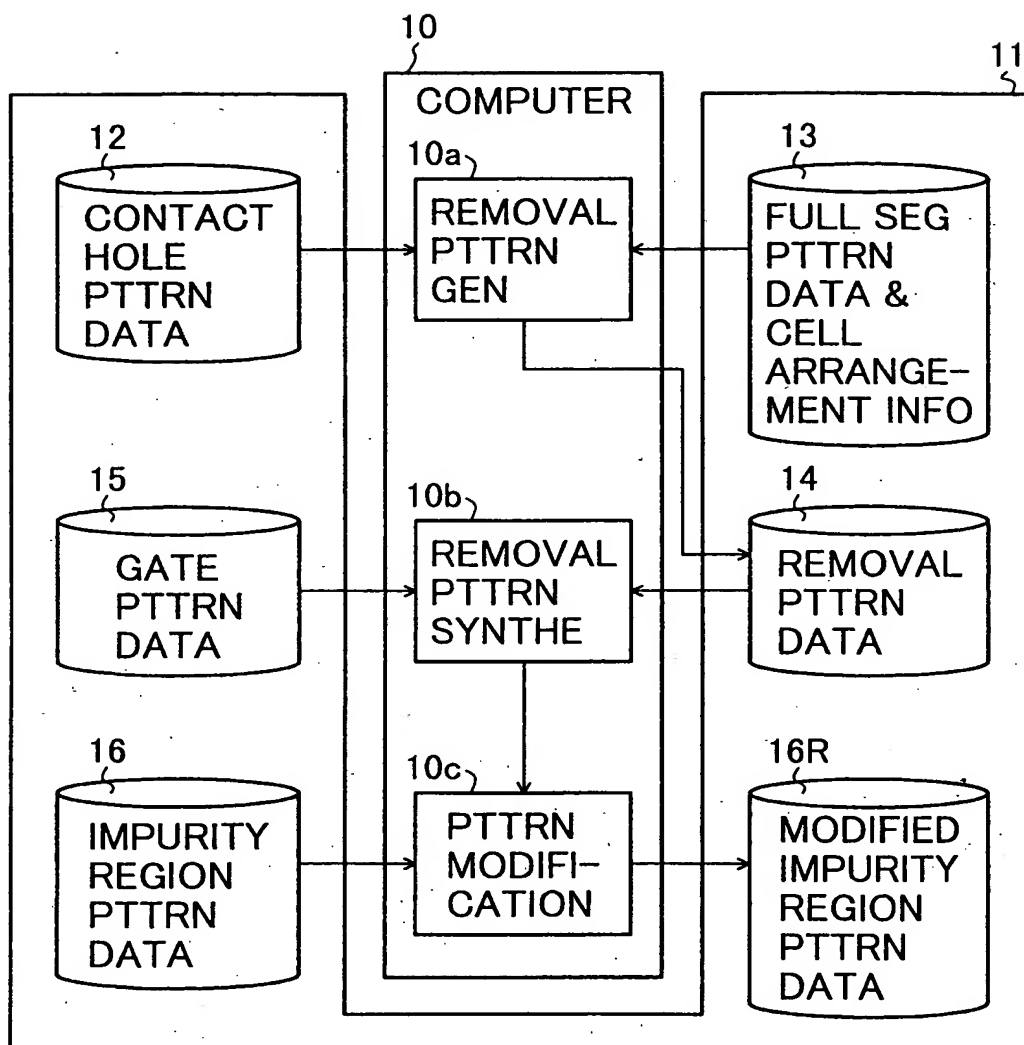 10
11
COMPUTER
12
CONTACT
HOLE
PTTRN
DATA
10a
REMOVAL
PTTRN
GEN
13
FULL SEG
PTTRN
DATA &
CELL
ARRANGE-
MENT INFO
15
GATE
PTTRN
DATA
10b
REMOVAL
PTTRN
SYNTHE
14
REMOVAL
PTTRN
DATA
16
IMPURITY
REGION
PTTRN
DATA
10c
PTTRN
MODIFI-
CATION
16R
MODIFIED
IMPURITY
REGION
PTTRN
DATA